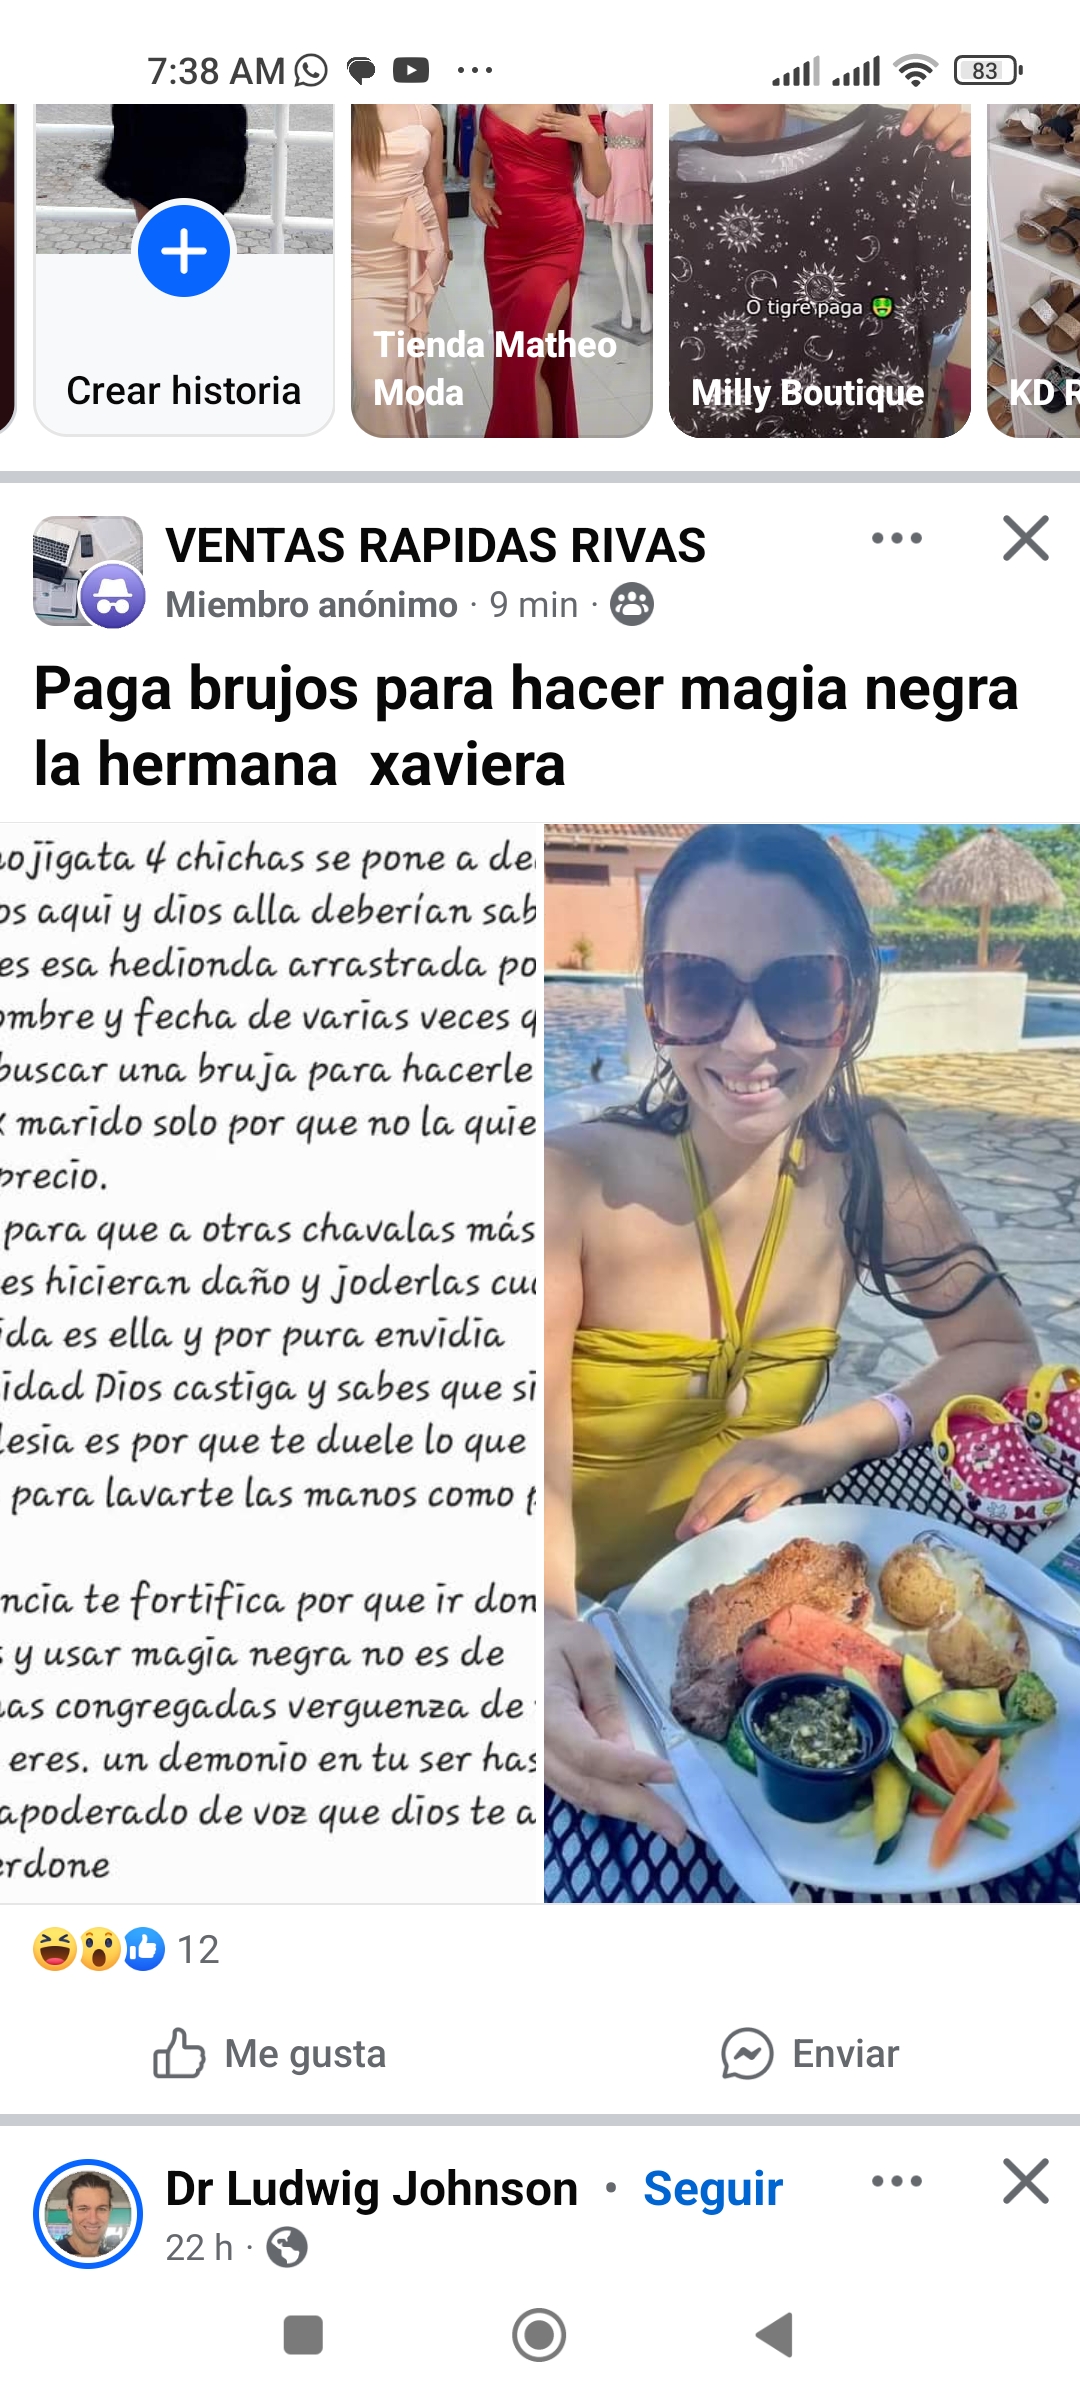 7:38 AM
83
Crear historia
Tienda Matheo
Moda
O tigre paga
Milly Boutique
KD
VENTAS RAPIDAS RIVAS
Miembro anónimo · 9 min ·
Paga brujos para hacer magia negra
la hermana xaviera
ojigata 4 chichas se pone a de
os aqui y dios alla deberían sab
es esa hedionda arrastrada po
ombre y fecha de varias veces q
buscar una bruja para hacerle
x marido solo por que no la quie
precio.
para que a otras chavalas más
es hicieran daño y joderlas cu
ida es ella y por pura envidia
idad Dios castiga y sabes que si
lesia es por que te duele lo que
para lavarte las manos como p
ncia te fortifica por que ir don
y usar magia negra no es de
as congregadas verguenza de
eres. un demonio en tu ser has
apoderado de voz que dios te a
erdone
12
Me gusta
Enviar
Dr Ludwig Johnson · Seguir
22 h ·